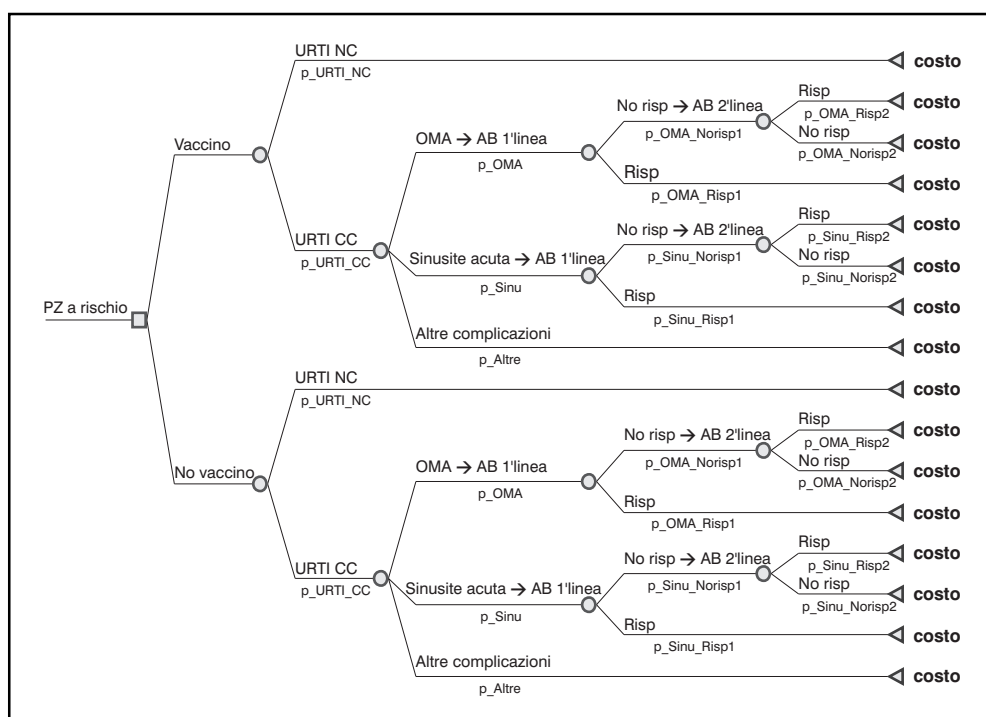 URTI NC
costo
p_URTI_NC
Risp
costo
No risp → AB 2'linea
p_OMA_Risp2
No risp
costo
OMA → AB 1'linea
p_OMA_Norisp1
p_OMA_Norisp2
Vaccino
p_OMA
Risp
costo
p_OMA_Risp1
Risp
costo
URTI CC
No risp → AB 2'linea
p_Sinu_Risp2
p_URTI_CC
Sinusite acuta → AB 1'linea
p_Sinu_Norisp1
No risp
costo
p_Sinu_Norisp2
p_Sinu
Risp
costo
PZ a rischio
p_Sinu_Risp1
Altre complicazioni
costo
p_Altre
URTI NC
costo
p_URTI_NC
Risp
costo
No risp → AB 2'linea
p_OMA_Risp2
No risp
costo
OMA → AB 1'linea
p_OMA_Norisp1
p_OMA_Norisp2
No vaccino
p_OMA
Risp
costo
p_OMA_Risp1
Risp
costo
URTI CC
No risp → AB 2'linea
p_Sinu_Risp2
p_URTI_CC
Sinusite acuta → AB 1'linea
p_Sinu_Norisp1
No risp
costo
p_Sinu_Norisp2
p_Sinu
Risp
costo
p_Sinu_Risp1
Altre complicazioni
costo
p_Altre